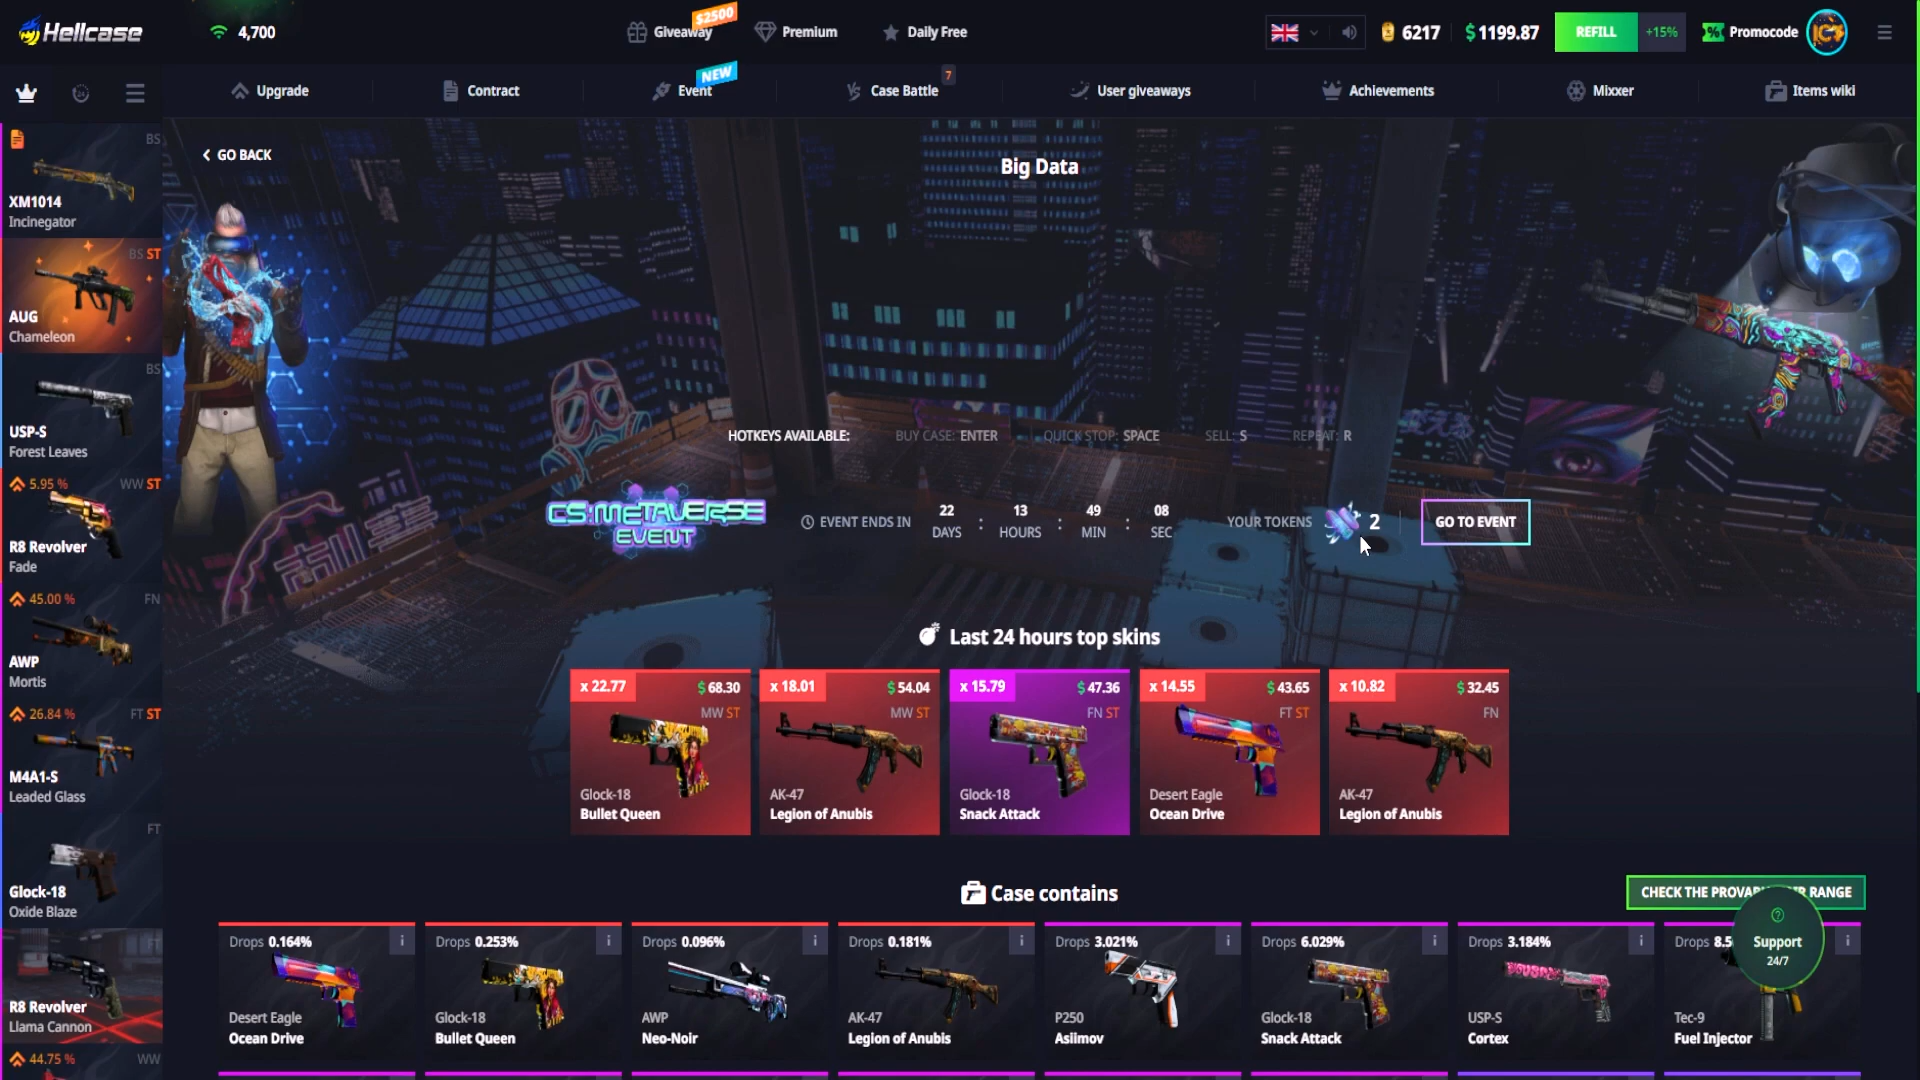 Hellcase
4,700
Giveaway
$2500
Premium
Daily Free
6217
$1199.87
REFILL
+15%
Promocode
Upgrade
Contract
Event
NEW
Case Battle
7
User giveaways
Achievements
Mixxer
Items wiki
24
BS
XM1014
Incinegator
BS ST
AUG
Chameleon
BS
USP-S
Forest Leaves
5.95 %
WW ST
R8 Revolver
Fade
45.00 %
FN
AWP
Mortis
26.84 %
FT ST
M4A1-S
Leaded Glass
FT
Glock-18
Oxide Blaze
FT
R8 Revolver
Llama Cannon
44.75 %
WW
GO BACK
Big Data
HOTKEYS AVAILABLE:
BUY CASE: ENTER
QUICK STOP: SPACE
SELL: S
REPEAT: R
CS:METAVERSE
EVENT
EVENT ENDS IN
22 : 13 : 49 : 08
DAYS HOURS MIN SEC
YOUR TOKENS
2
GO TO EVENT
Last 24 hours top skins
x 22.77
$68.30
MW ST
Glock-18
Bullet Queen
x 18.01
$54.04
MW ST
AK-47
Legion of Anubis
x 15.79
$47.36
FN ST
Glock-18
Snack Attack
x 14.55
$43.65
FT ST
Desert Eagle
Ocean Drive
x 10.82
$32.45
FN
AK-47
Legion of Anubis
Case contains
CHECK THE RANGE
Support
24/7
Drops 0.164%
Desert Eagle
Ocean Drive
Drops 0.253%
Glock-18
Bullet Queen
Drops 0.096%
AWP
Neo-Noir
Drops 0.181%
AK-47
Legion of Anubis
Drops 3.021%
P250
Asiimov
Drops 6.029%
Glock-18
Snack Attack
Drops 3.184%
USP-S
Cortex
Drops 8.5
Tec-9
Fuel Injector